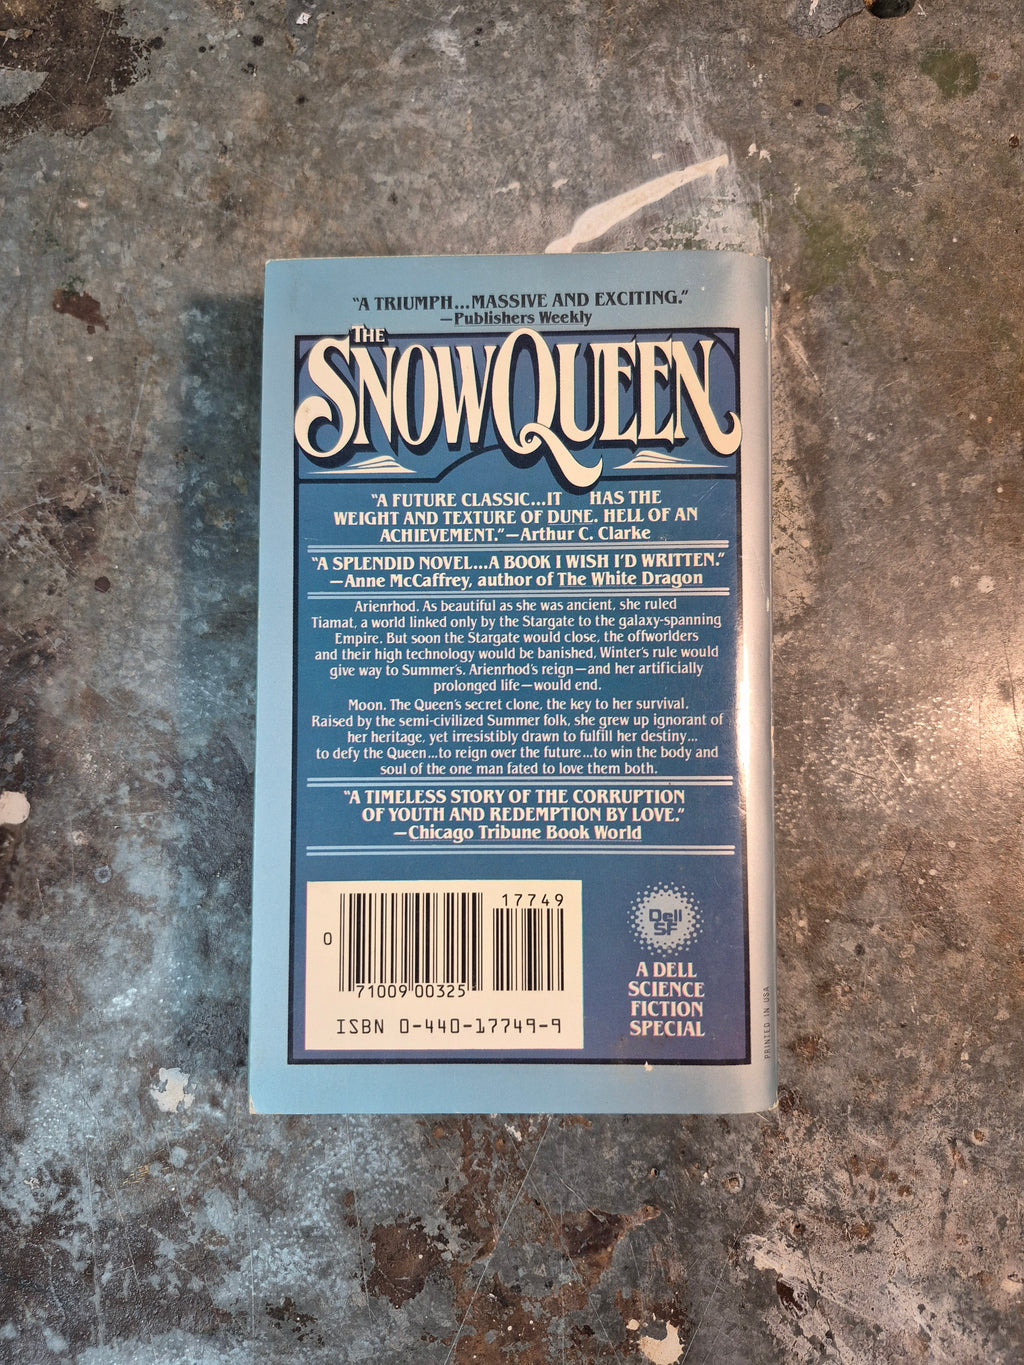 “A TRIUMPH...MASSIVE AND EXCITING.”
—Publishers Weekly
THE
SNOW QUEEN
“A FUTURE CLASSIC...IT HAS THE
WEIGHT AND TEXTURE OF DUNE. HELL OF AN
ACHIEVEMENT.”—Arthur C. Clarke
“A SPLENDID NOVEL...A BOOK I WISH I’D WRITTEN.”
—Anne McCaffrey, author of The White Dragon
Arienrhod. As beautiful as she was ancient, she ruled
Tiamat, a world linked only by the Stargate to the galaxy-spanning
Empire. But soon the Stargate would close, the offworlders
and their high technology would be banished, Winter’s rule would
give way to Summer’s. Arienrhod’s reign—and her artificially
prolonged life—would end.
Moon. The Queen’s secret clone, the key to her survival.
Raised by the semi-civilized Summer folk, she grew up ignorant of
her heritage, yet irresistibly drawn to fulfill her destiny...
to defy the Queen...to reign over the future...to win the body and
soul of the one man fated to love them both.
“A TIMELESS STORY OF THE CORRUPTION
OF YOUTH AND REDEMPTION BY LOVE.”
—Chicago Tribune Book World
17749
0
71009 00325
ISBN 0-440-17749-9
Dell
SF
A DELL
SCIENCE
FICTION
SPECIAL
PRINTED IN USA